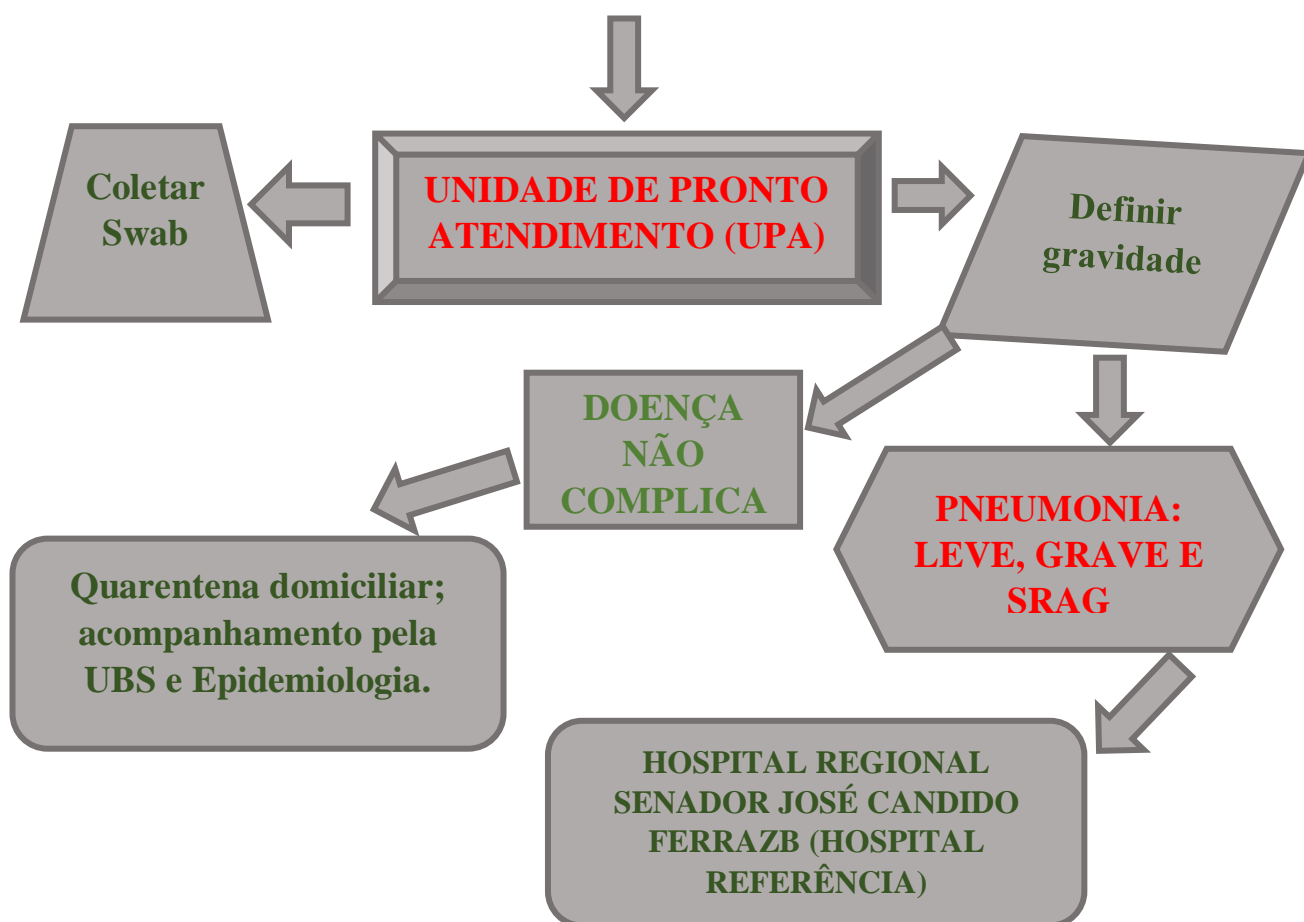 Coletar
Swab
UNIDADE DE PRONTO
ATENDIMENTO (UPA)
Definir
gravidade
DOENÇA
NÃO
COMPLICA
PNEUMONIA:
LEVE, GRAVE E
SRAG
Quarentena domiciliar;
acompanhamento pela
UBS e Epidemiologia.
HOSPITAL REGIONAL
SENADOR JOSÉ CANDIDO
FERRAZB (HOSPITAL
REFERÊNCIA)